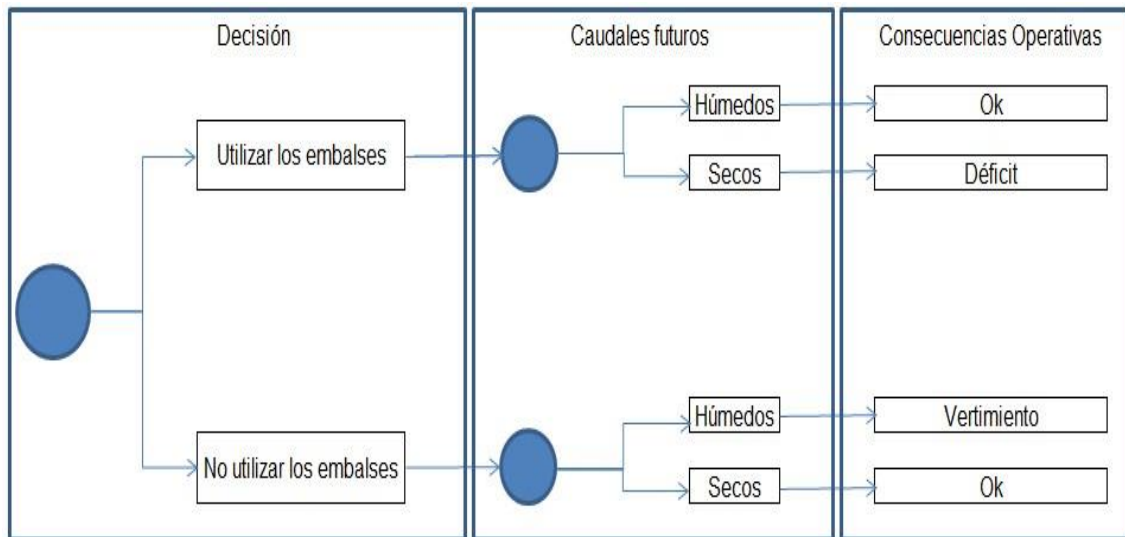 Decisión
Caudales futuros
Consecuencias Operativas
Utilizar los embalses
Húmedos
Ok
Secos
Déficit
No utilizar los embalses
Húmedos
Vertimiento
Secos
Ok